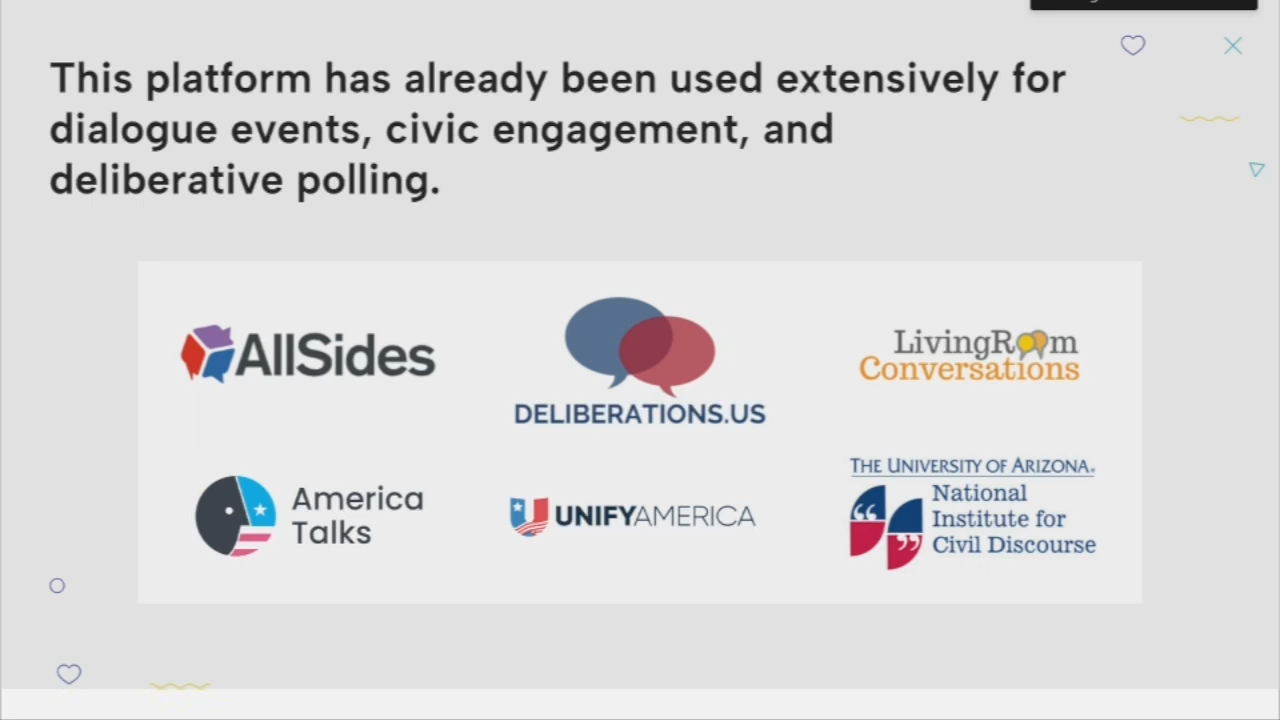 This platform has already been used extensively for
dialogue events, civic engagement, and
deliberative polling.
AllSides
DELIBERATIONS.US
LivingRoom
Conversations
America
Talks
UNIFYAMERICA
THE UNIVERSITY OF ARIZONA.
National
Institute for
Civil Discourse